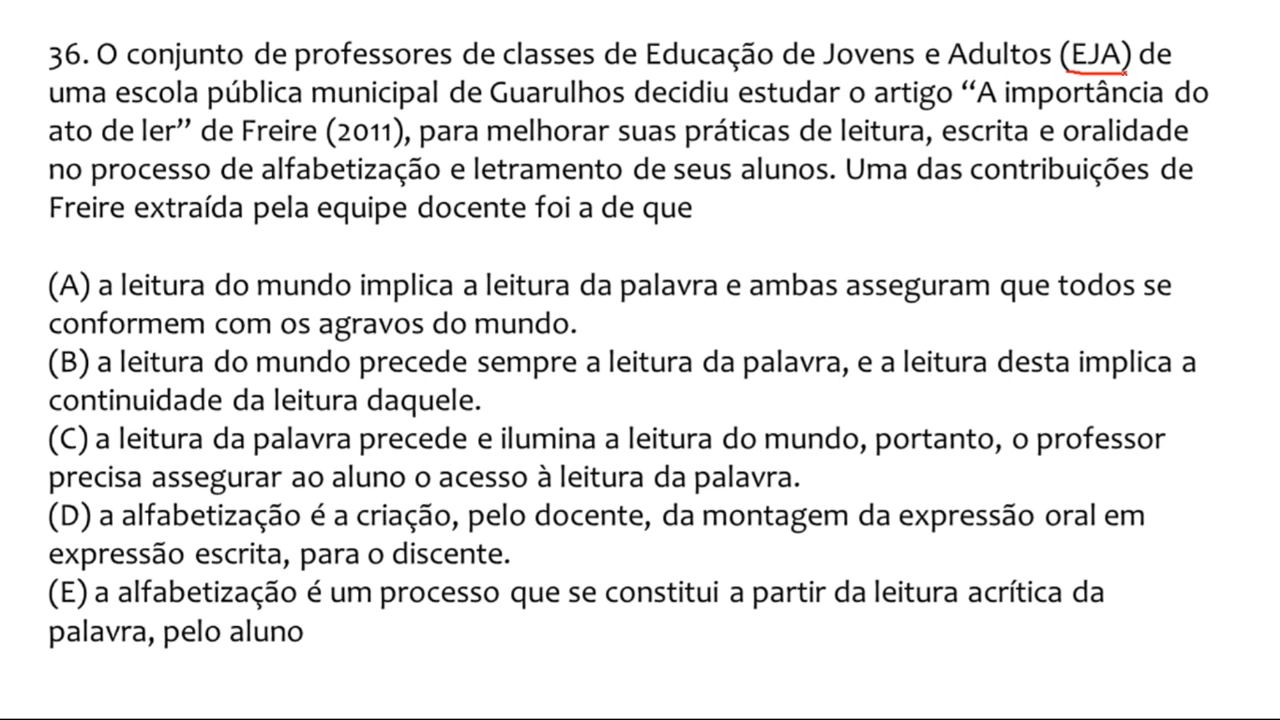 36. O conjunto de professores de classes de Educação de Jovens e Adultos (EJA) de
uma escola pública municipal de Guarulhos decidiu estudar o artigo “A importância do
ato de ler” de Freire (2011), para melhorar suas práticas de leitura, escrita e oralidade
no processo de alfabetização e letramento de seus alunos. Uma das contribuições de
Freire extraída pela equipe docente foi a de que
(A) a leitura do mundo implica a leitura da palavra e ambas asseguram que todos se
conformem com os agravos do mundo.
(B) a leitura do mundo precede sempre a leitura da palavra, e a leitura desta implica a
continuidade da leitura daquele.
(C) a leitura da palavra precede e ilumina a leitura do mundo, portanto, o professor
precisa assegurar ao aluno o acesso à leitura da palavra.
(D) a alfabetização é a criação, pelo docente, da montagem da expressão oral em
expressão escrita, para o discente.
(E) a alfabetização é um processo que se constitui a partir da leitura acrítica da
palavra, pelo aluno